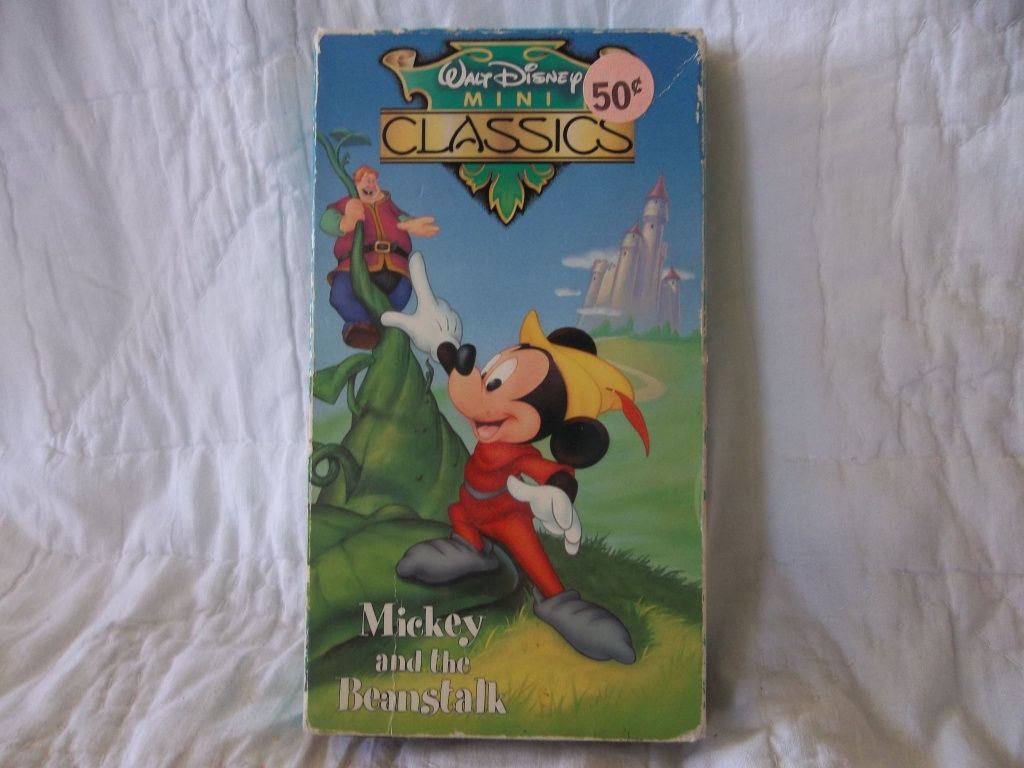 Walt Disney
MINI
50¢
CLASSICS
Mickey
and the
Beanstalk